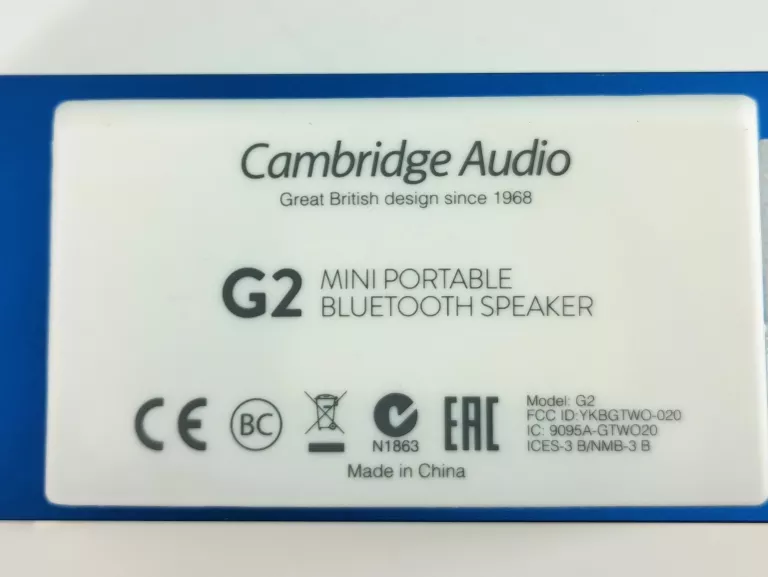 Cambridge Audio
Great British design since 1968
G2 MINI PORTABLE
BLUETOOTH SPEAKER
CE BC N1863 EAC
Model: G2
FCC ID:YKBGTWO-020
IC: 9095A-GTWO20
ICES-3 B/NMB-3 B
Made in China